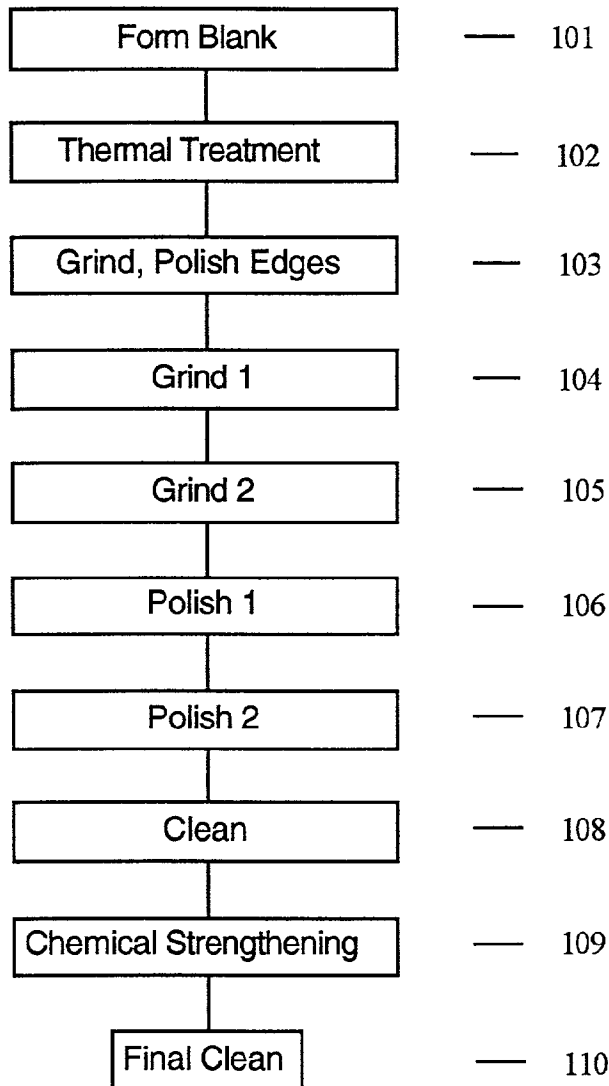 Form Blank — 101
Thermal Treatment — 102
Grind, Polish Edges — 103
Grind 1 — 104
Grind 2 — 105
Polish 1 — 106
Polish 2 — 107
Clean — 108
Chemical Strengthening — 109
Final Clean — 110